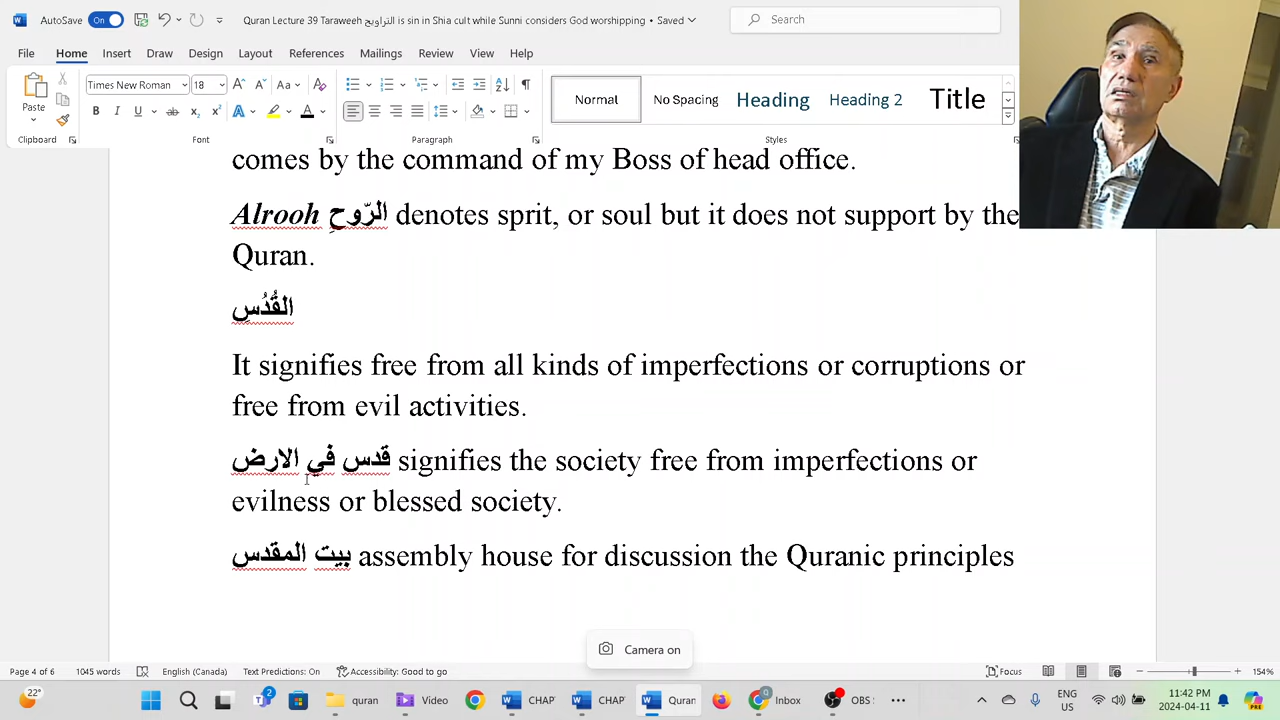 AutoSave On Quran Lecture 39 Taraweeh التراويح is sin in Shia cult while Sunni considers God worshipping • Saved Search
File Home Insert Draw Design Layout References Mailings Review View Help
Times New Roman 18 Aa
Paste B I U ab x₂ x² A A Normal No Spacing Heading Heading 2 Title
Clipboard Font Paragraph Styles
comes by the command of my Boss of head office.
Alrooh الرّوحِ denotes sprit, or soul but it does not support by the
Quran.
القُدُسِ
It signifies free from all kinds of imperfections or corruptions or
free from evil activities.
قدس في الارض signifies the society free from imperfections or
evilness or blessed society.
بيت المقدس assembly house for discussion the Quranic principles
Camera on
Page 4 of 6 1045 words English (Canada) Text Predictions: On Accessibility: Good to go Focus 154%
22° 2 quran Video CHAP CHAP Quran Inbox OBS ENG US 11:42 PM 2024-04-11